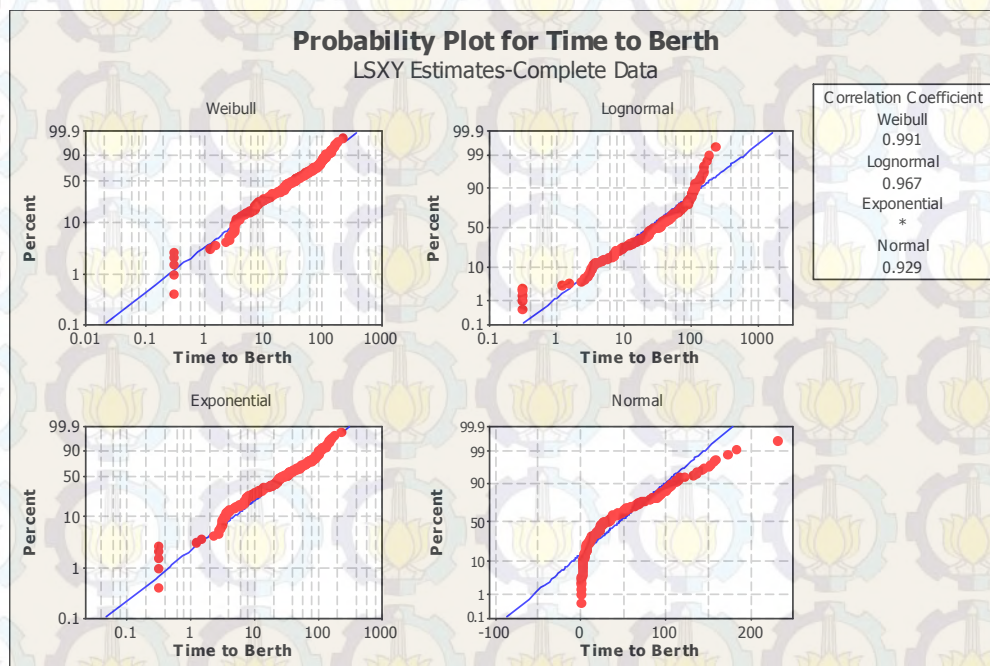 Probability Plot for Time to Berth
LSXY Estimates-Complete Data
Weibull
99.9
90
50
10
1
0.1
Percent
0.01 0.1 1 10 100 1000
Time to Berth
Lognormal
99.9
99
90
50
10
1
0.1
Percent
0.1 1 10 100 1000
Time to Berth
Correlation Coefficient
Weibull
0.991
Lognormal
0.967
Exponential
*
Normal
0.929
Exponential
99.9
90
50
10
1
0.1
Percent
0.1 1 10 100 1000
Time to Berth
Normal
99.9
99
90
50
10
1
0.1
Percent
-100 0 100 200
Time to Berth